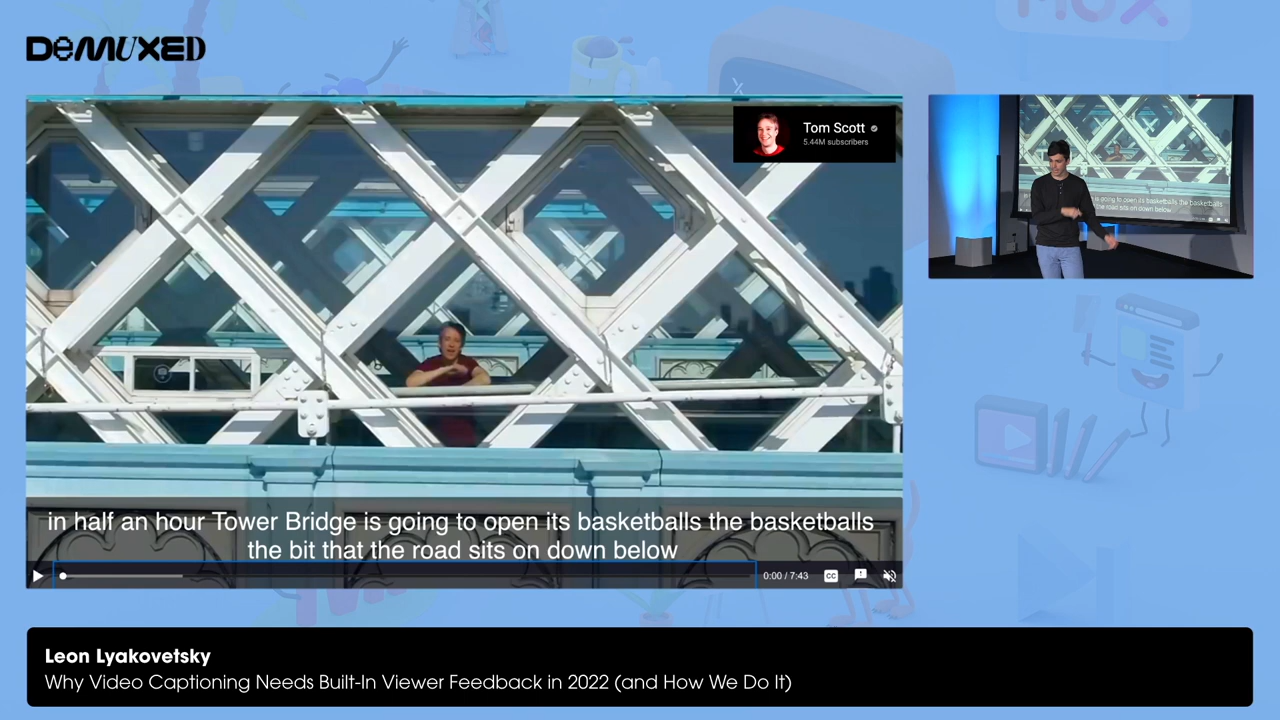 DEMUXED
MUX
Tom Scott
5.44M subscribers
in half an hour Tower Bridge is going to open its basketballs the basketballs
the bit that the road sits on down below
0:00 / 7:43
CC
Leon Lyakovetsky
Why Video Captioning Needs Built-In Viewer Feedback in 2022 (and How We Do It)